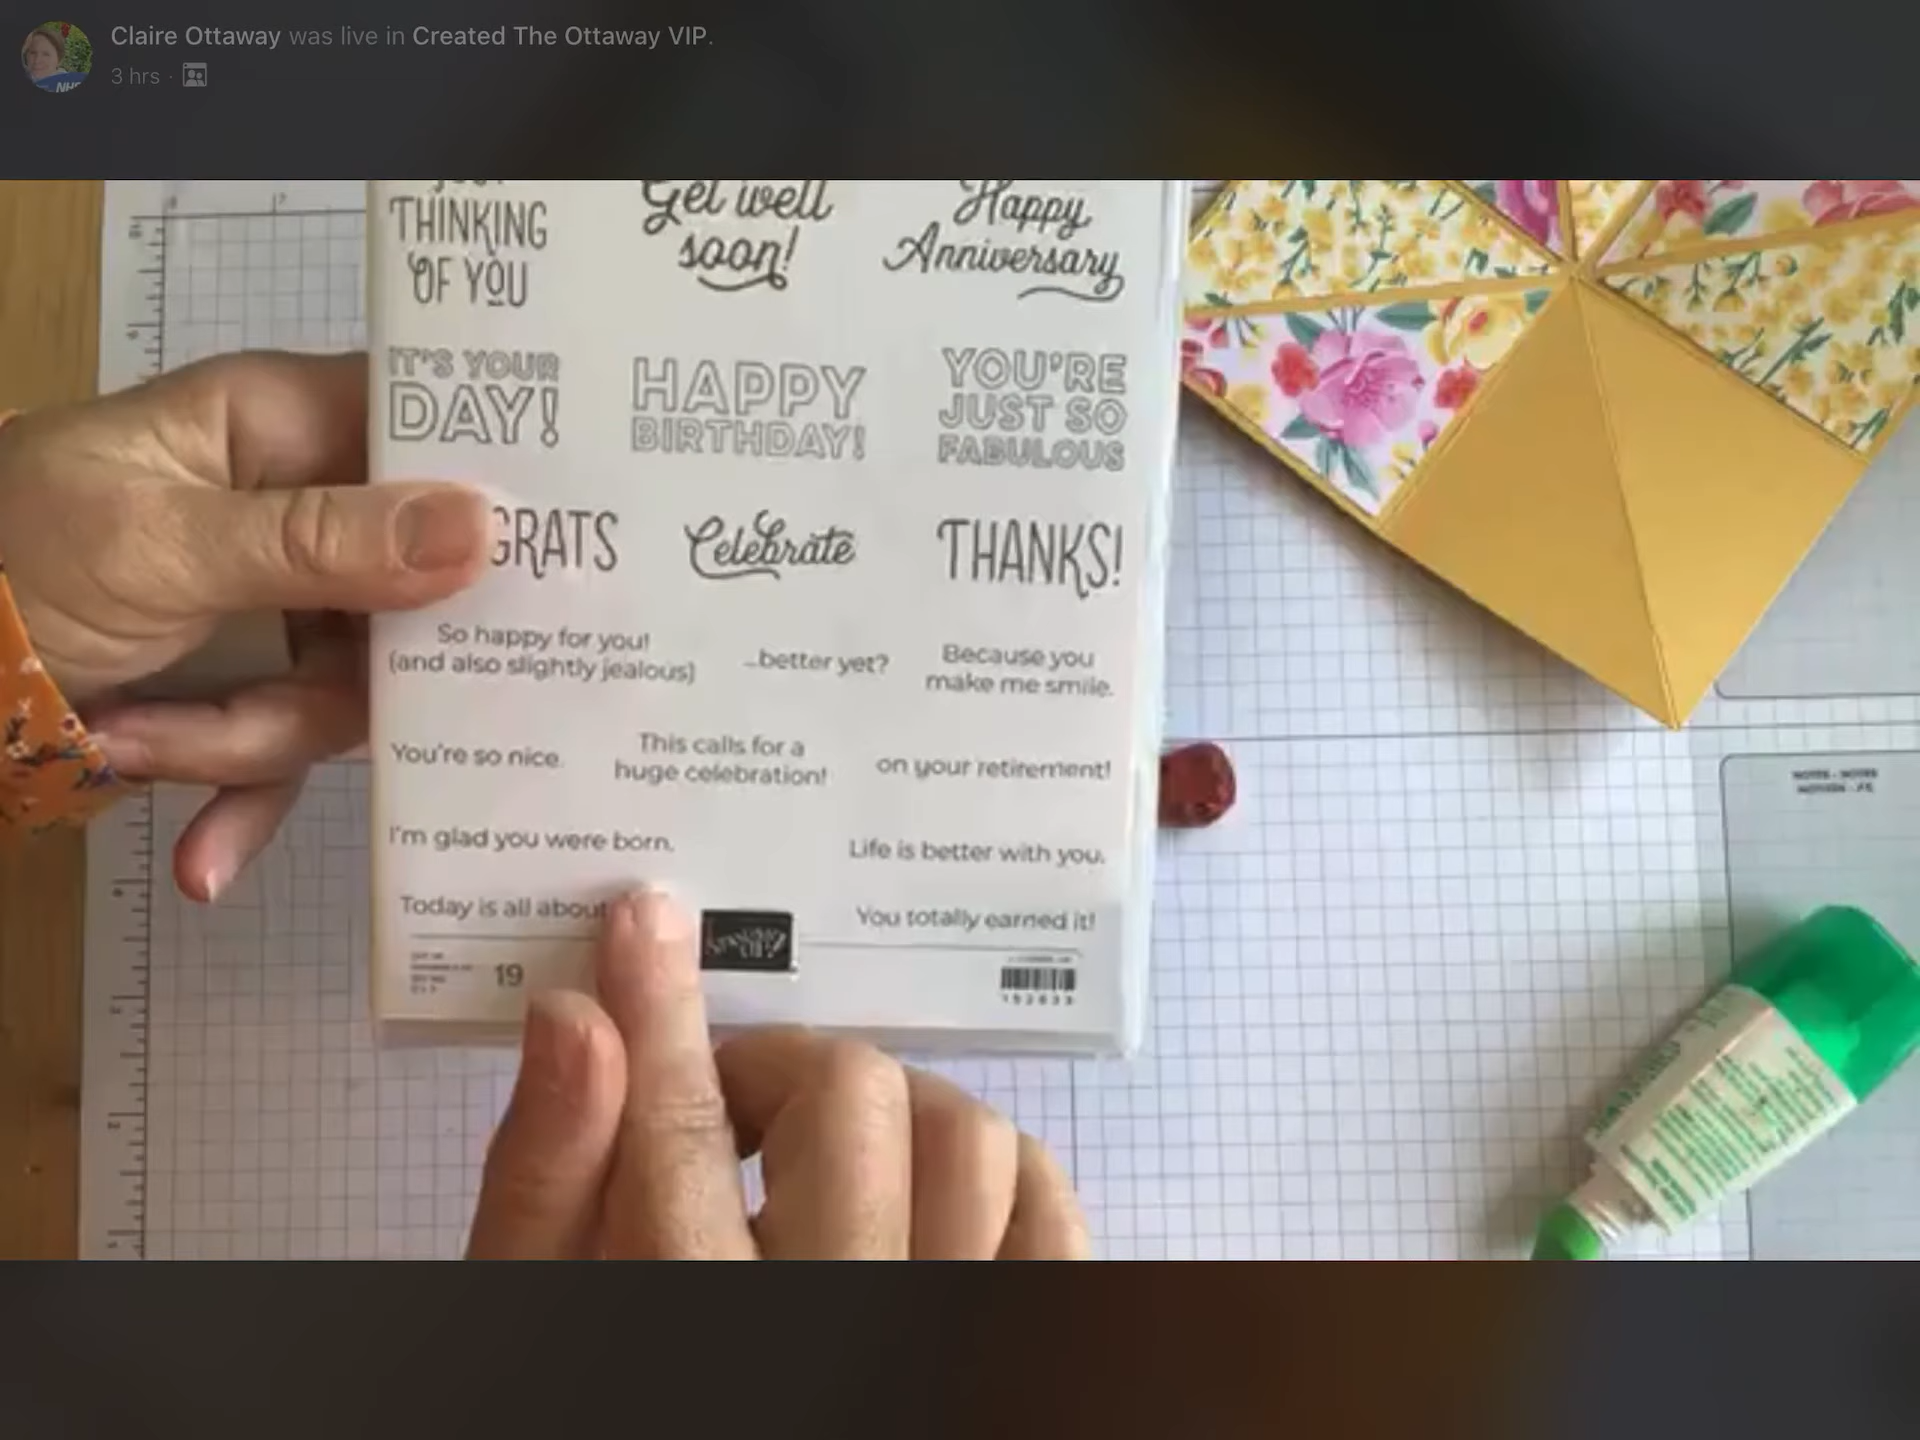 Claire Ottaway was live in Created The Ottaway VIP.
3 hrs ·
THINKING
OF YOU
Get well
soon!
Happy
Anniversary
IT'S YOUR
DAY!
HAPPY
BIRTHDAY!
YOU'RE
JUST SO
FABULOUS
GRATS
Celebrate
THANKS!
So happy for you!
(and also slightly jealous)
...better yet?
Because you
make me smile.
You're so nice.
This calls for a
huge celebration!
on your retirement!
I'm glad you were born.
Life is better with you.
Today is all about
You totally earned it!
19
NOTES - NOTES